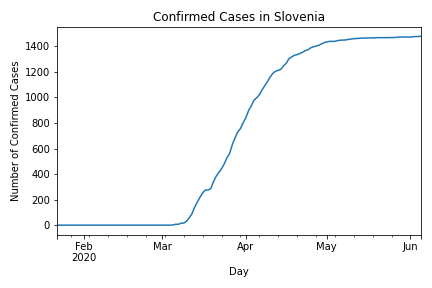 Confirmed Cases in Slovenia
Number of Confirmed Cases
1400
1200
1000
800
600
400
200
0
Feb
2020
Mar
Apr
May
Jun
Day